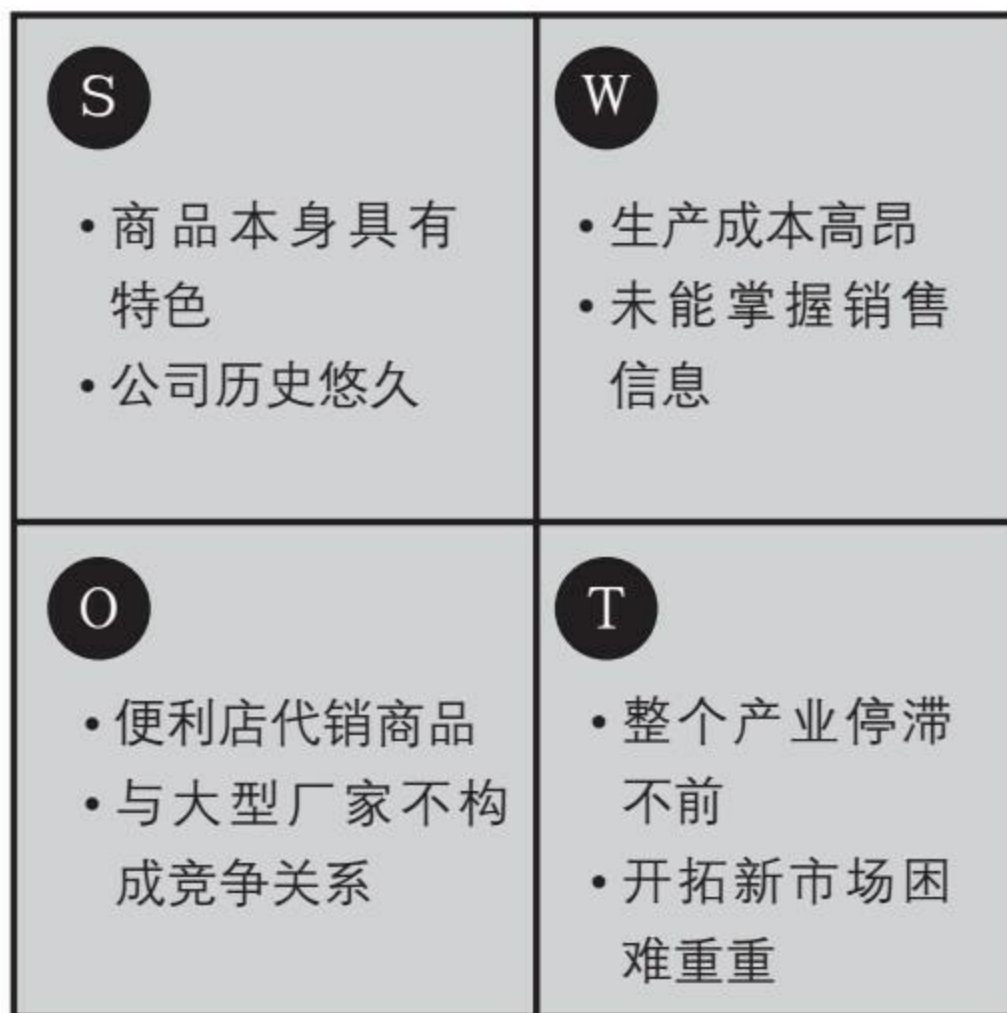 S
• 商品本身具有
特色
• 公司历史悠久
W
• 生产成本高昂
• 未能掌握销售
信息
O
• 便利店代销商品
• 与大型厂家不构
成竞争关系
T
• 整个产业停滞
不前
• 开拓新市场困
难重重